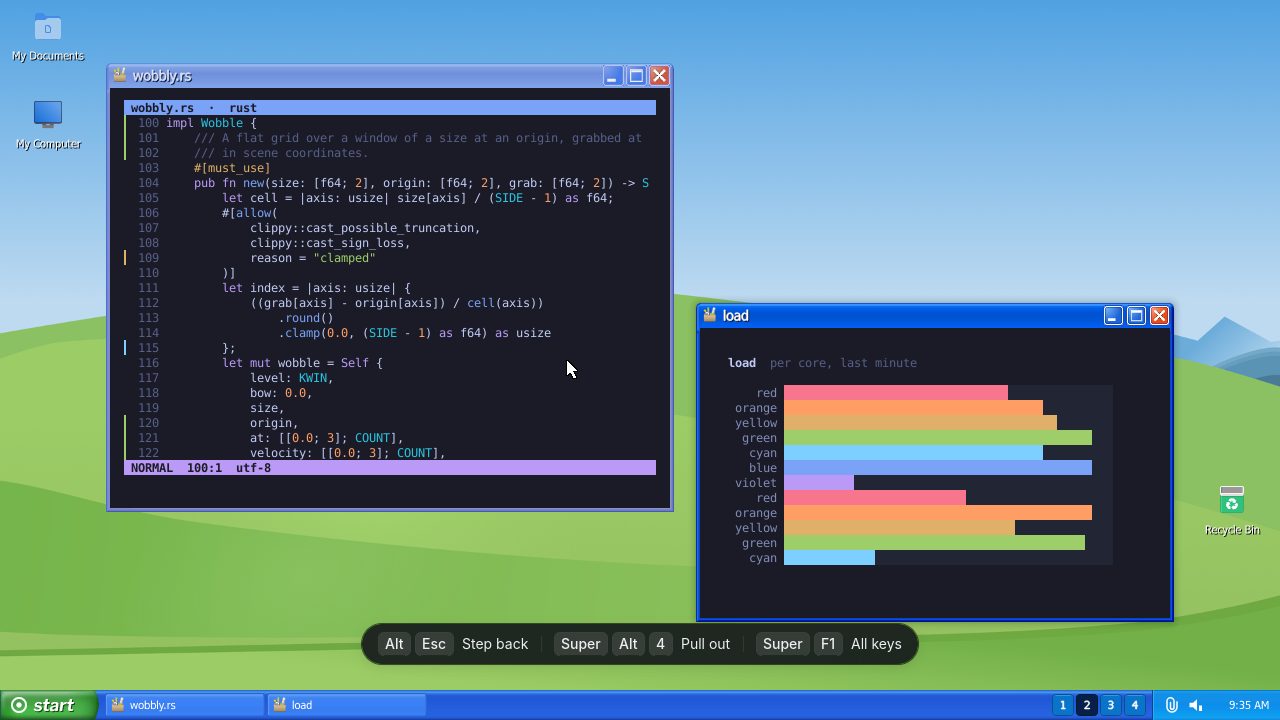 My Documents
My Computer
wobbly.rs
wobbly.rs · rust
100 impl Wobble {
101     /// A flat grid over a window of a size at an origin, grabbed at
102     /// in scene coordinates.
103     #[must_use]
104     pub fn new(size: [f64; 2], origin: [f64; 2], grab: [f64; 2]) -> S
105         let cell = |axis: usize| size[axis] / (SIDE - 1) as f64;
106         #[allow(
107             clippy::cast_possible_truncation,
108             clippy::cast_sign_loss,
109             reason = "clamped"
110         )]
111         let index = |axis: usize| {
112             ((grab[axis] - origin[axis]) / cell(axis))
113                 .round()
114                 .clamp(0.0, (SIDE - 1) as f64) as usize
115         };
116         let mut wobble = Self {
117             level: KWIN,
118             bow: 0.0,
119             size,
120             origin,
121             at: [[0.0; 3]; COUNT],
122             velocity: [[0.0; 3]; COUNT],
NORMAL 100:1 utf-8
load
load per core, last minute
red
orange
yellow
green
cyan
blue
violet
red
orange
yellow
green
cyan
Recycle Bin
Alt Esc Step back Super Alt 4 Pull out Super F1 All keys
start wobbly.rs load 1 2 3 4 9:35 AM